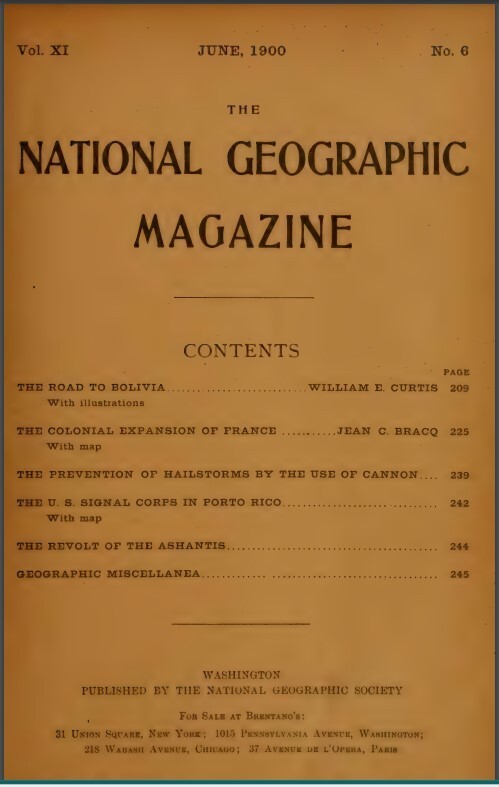 Vol. XI JUNE, 1900 No. 6
THE
NATIONAL GEOGRAPHIC
MAGAZINE
CONTENTS
PAGE
THE ROAD TO BOLIVIA............................WILLIAM E. CURTIS 209
With illustrations
THE COLONIAL EXPANSION OF FRANCE ..........JEAN C. BRACQ 225
With map
THE PREVENTION OF HAILSTORMS BY THE USE OF CANNON.... 239
THE U. S. SIGNAL CORPS IN PORTO RICO............................... 242
With map
THE REVOLT OF THE ASHANTIS.......................................... 244
GEOGRAPHIC MISCELLANEA............................................... 245
WASHINGTON
PUBLISHED BY THE NATIONAL GEOGRAPHIC SOCIETY
FOR SALE AT BRENTANO'S:
31 UNION SQUARE, NEW YORK; 1015 PENNSYLVANIA AVENUE, WASHINGTON;
218 WABASH AVENUE, CHICAGO; 37 AVENUE DE L'OPERA, PARIS